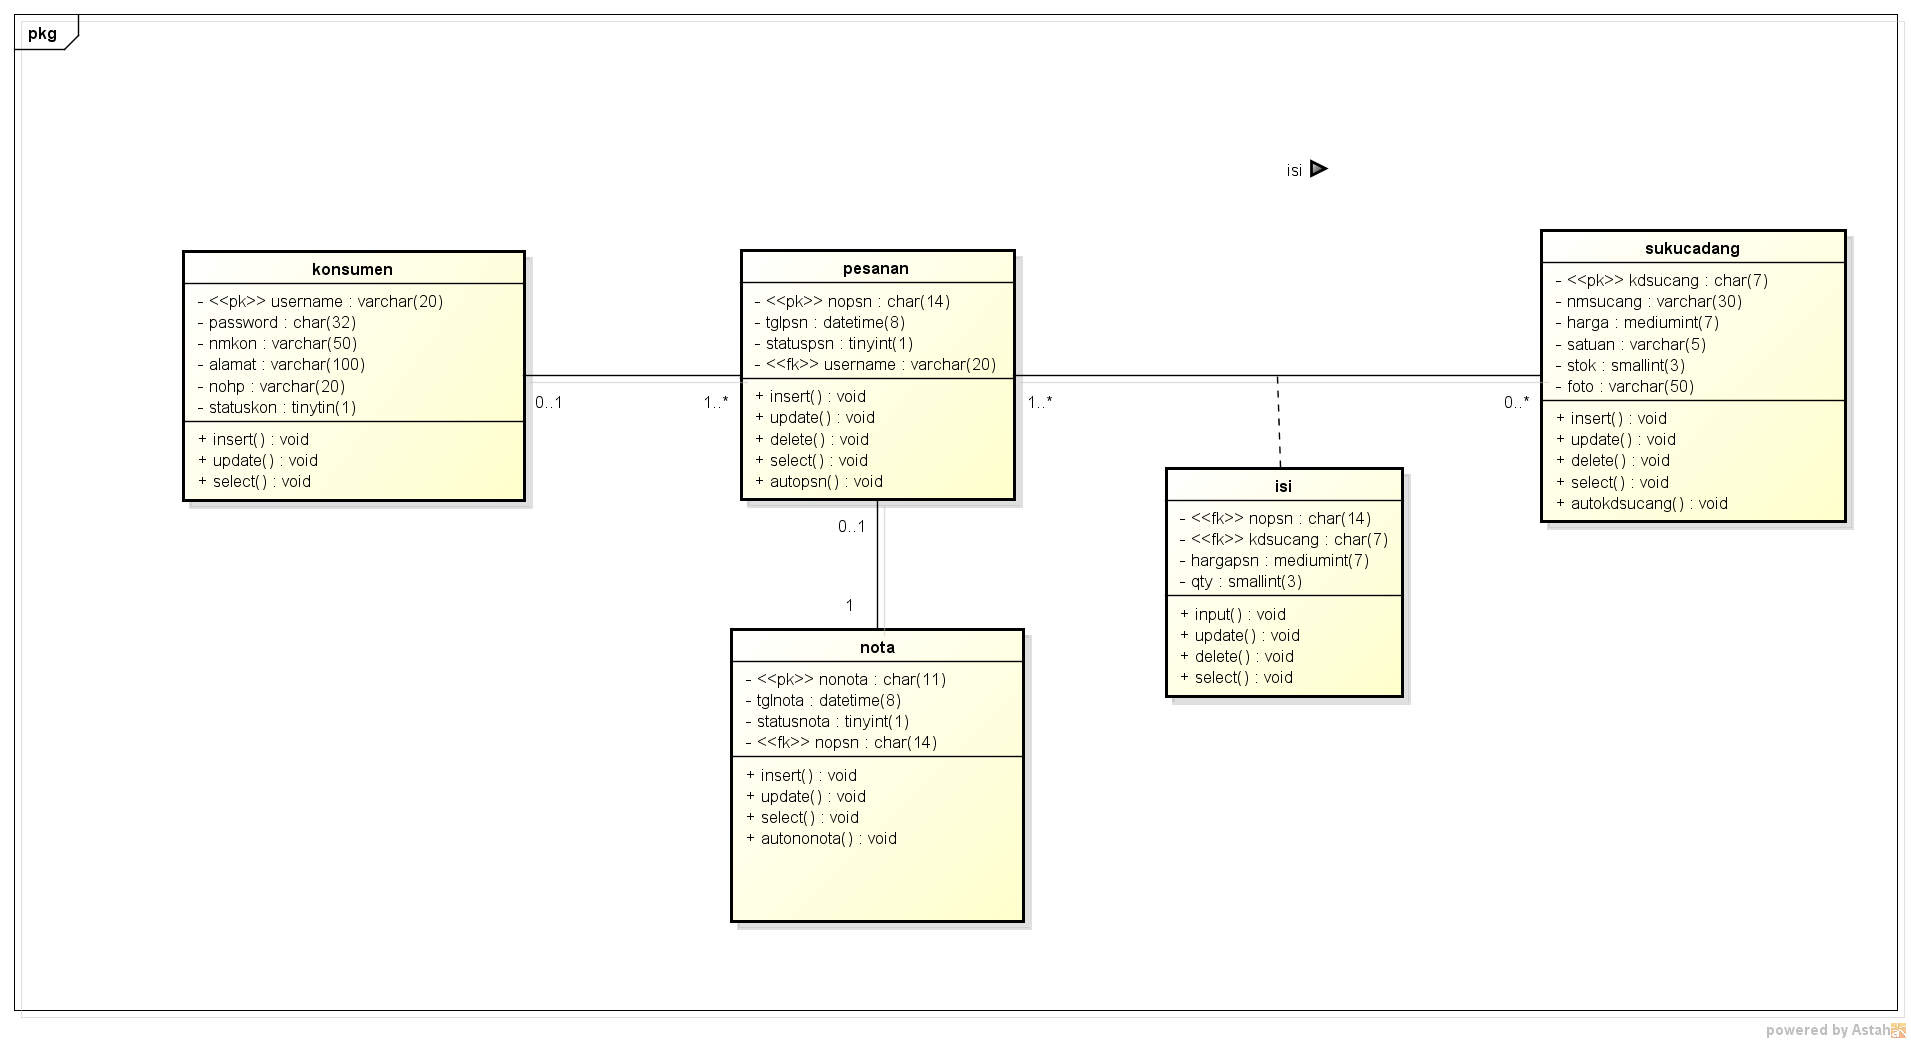 pkg
isi
konsumen
- <<pk>> username : varchar(20)
- password : char(32)
- nmkon : varchar(50)
- alamat : varchar(100)
- nohp : varchar(20)
- statuskon : tinytin(1)
+ insert() : void
+ update() : void
+ select() : void
0..1
1..*
pesanan
- <<pk>> nopsn : char(14)
- tglpsn : datetime(8)
- statuspsn : tinyint(1)
- <<fk>> username : varchar(20)
+ insert() : void
+ update() : void
+ delete() : void
+ select() : void
+ autopsn() : void
1..*
0..*
sukucadang
- <<pk>> kdsucang : char(7)
- nmsucang : varchar(30)
- harga : mediumint(7)
- satuan : varchar(5)
- stok : smallint(3)
- foto : varchar(50)
+ insert() : void
+ update() : void
+ delete() : void
+ select() : void
+ autokdsucang() : void
isi
- <<fk>> nopsn : char(14)
- <<fk>> kdsucang : char(7)
- hargapsn : mediumint(7)
- qty : smallint(3)
+ input() : void
+ update() : void
+ delete() : void
+ select() : void
0..1
1
nota
- <<pk>> nonota : char(11)
- tglnota : datetime(8)
- statusnota : tinyint(1)
- <<fk>> nopsn : char(14)
+ insert() : void
+ update() : void
+ select() : void
+ autononota() : void
powered by Astah